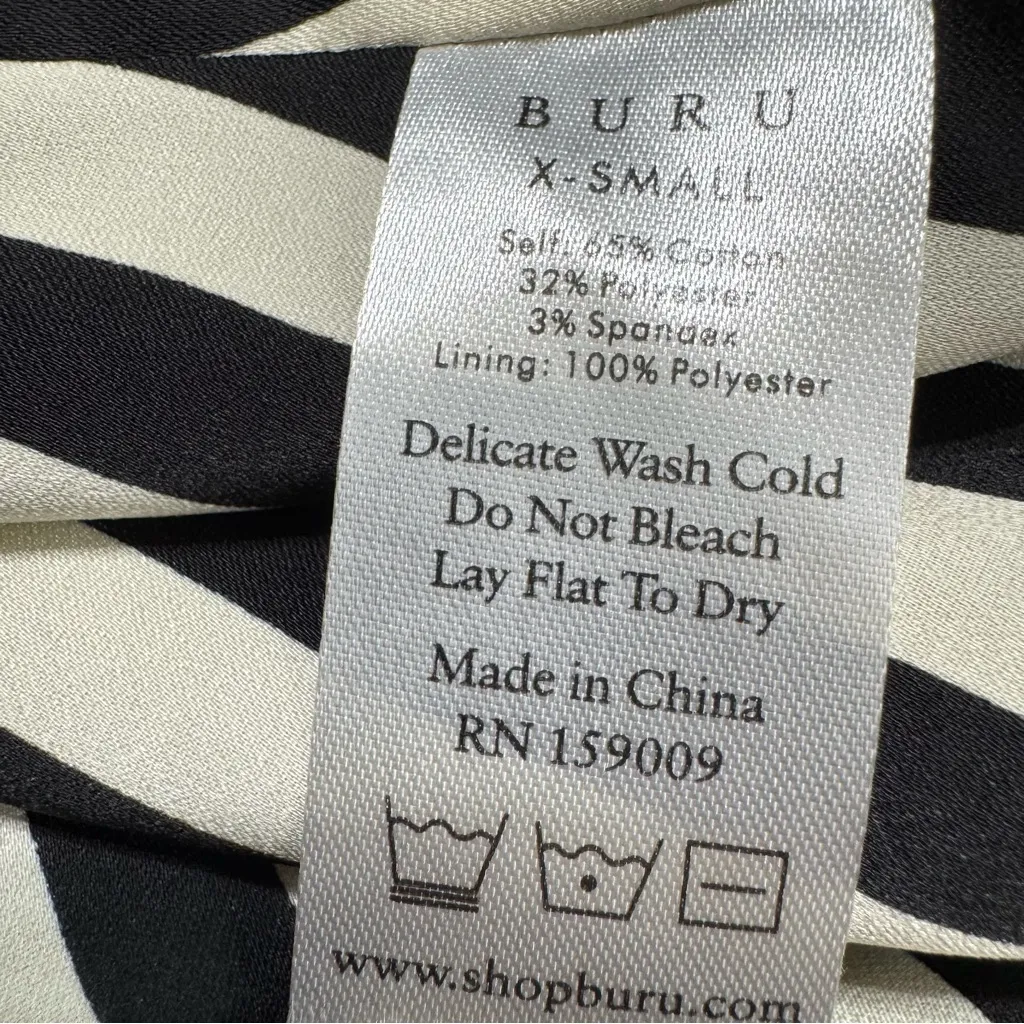 BURU
X-SMALL
Self: 65% Cotton
32% Polyester
3% Spandex
Lining: 100% Polyester
Delicate Wash Cold
Do Not Bleach
Lay Flat To Dry
Made in China
RN 159009
www.shopburu.com